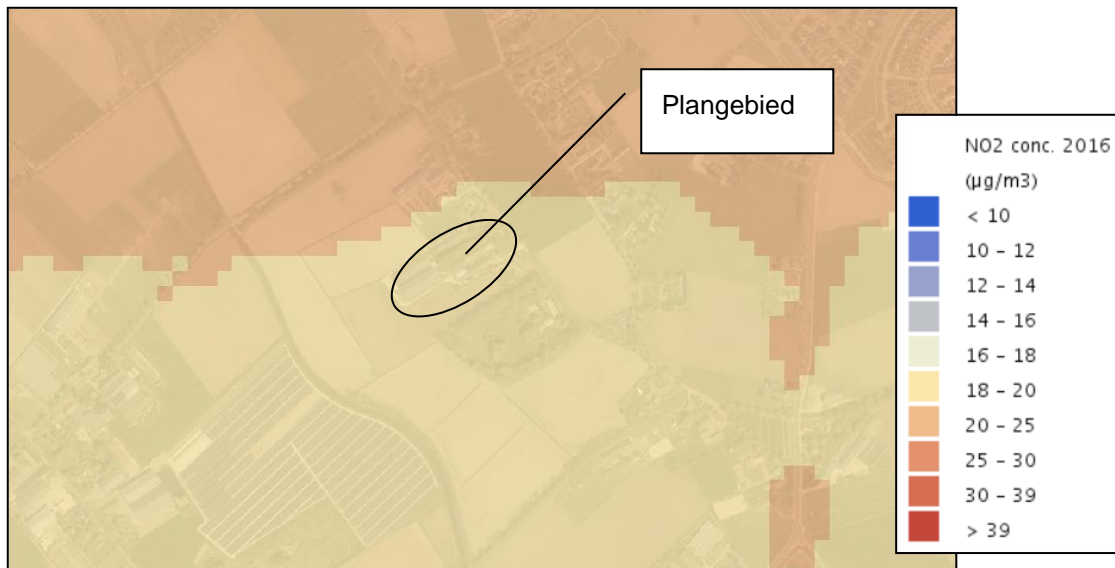 Plangebied
NO2 conc. 2016
(µg/m3)
< 10
10 – 12
12 – 14
14 – 16
16 – 18
18 – 20
20 – 25
25 – 30
30 – 39
> 39